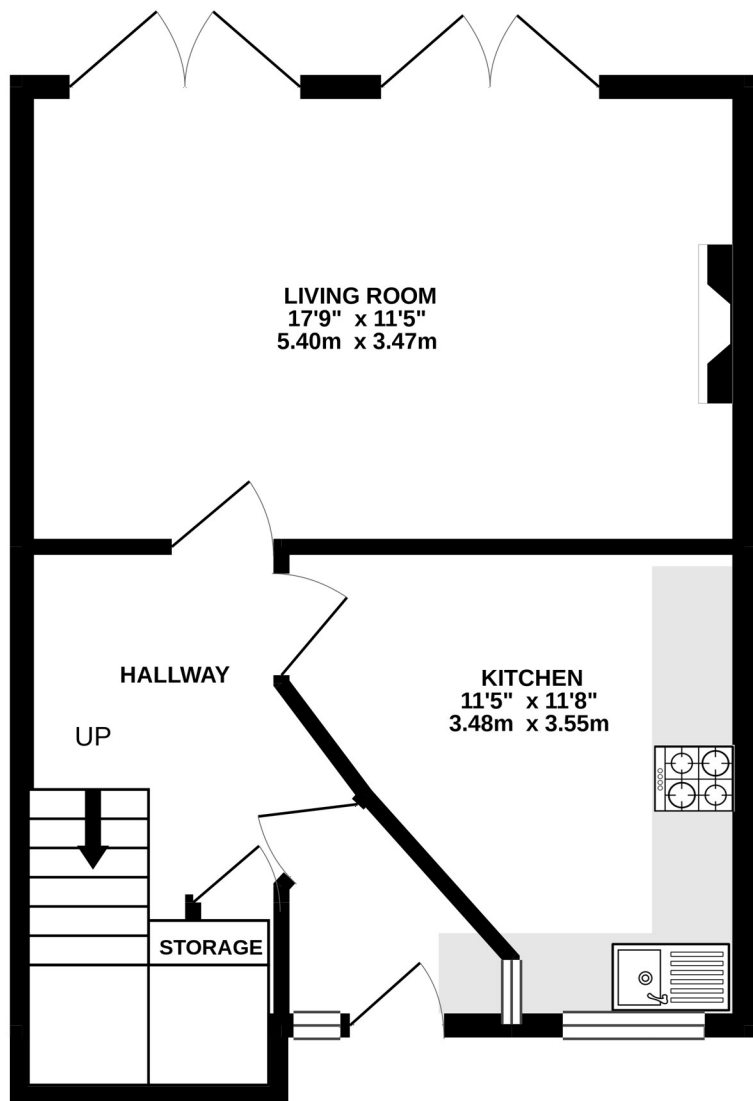 LIVING ROOM
17'9" x 11'5"
5.40m x 3.47m
HALLWAY
KITCHEN
11'5" x 11'8"
3.48m x 3.55m
UP
STORAGE